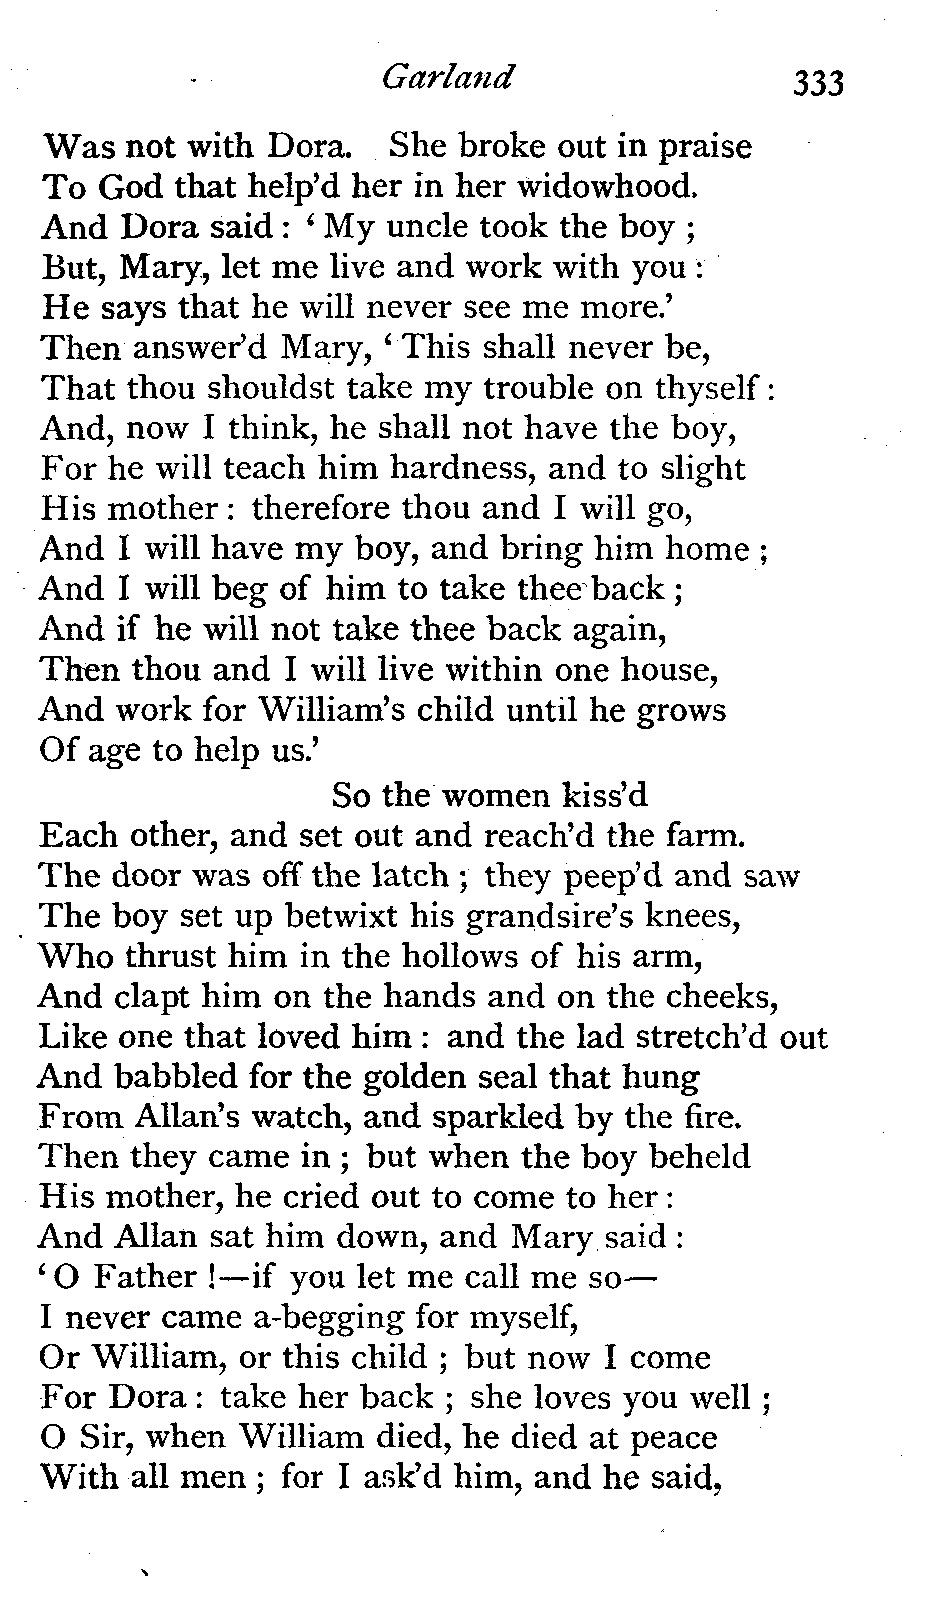 Garland 333
Was not with Dora. She broke out in praise
To God that help'd her in her widowhood.
And Dora said : ‘ My uncle took the boy ;
But, Mary, let me live and work with you :
He says that he will never see me more.’
Then answer'd Mary, ‘ This shall never be,
That thou shouldst take my trouble on thyself :
And, now I think, he shall not have the boy,
For he will teach him hardness, and to slight
His mother : therefore thou and I will go,
And I will have my boy, and bring him home ;
And I will beg of him to take thee back ;
And if he will not take thee back again,
Then thou and I will live within one house,
And work for William's child until he grows
Of age to help us.’
So the women kiss'd
Each other, and set out and reach'd the farm.
The door was off the latch ; they peep'd and saw
The boy set up betwixt his grandsire's knees,
Who thrust him in the hollows of his arm,
And clapt him on the hands and on the cheeks,
Like one that loved him : and the lad stretch'd out
And babbled for the golden seal that hung
From Allan's watch, and sparkled by the fire.
Then they came in ; but when the boy beheld
His mother, he cried out to come to her :
And Allan sat him down, and Mary said :
‘ O Father !—if you let me call me so—
I never came a-begging for myself,
Or William, or this child ; but now I come
For Dora : take her back ; she loves you well ;
O Sir, when William died, he died at peace
With all men ; for I ask'd him, and he said,